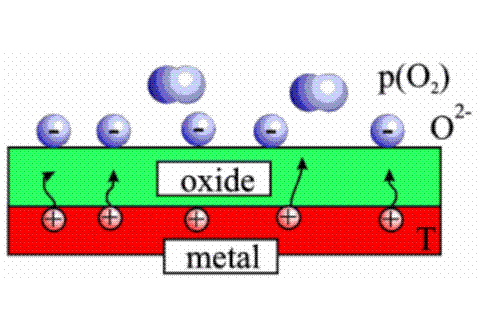 p(O₂)
O²⁻
- - - - -
oxide
+ + + + +
T
metal